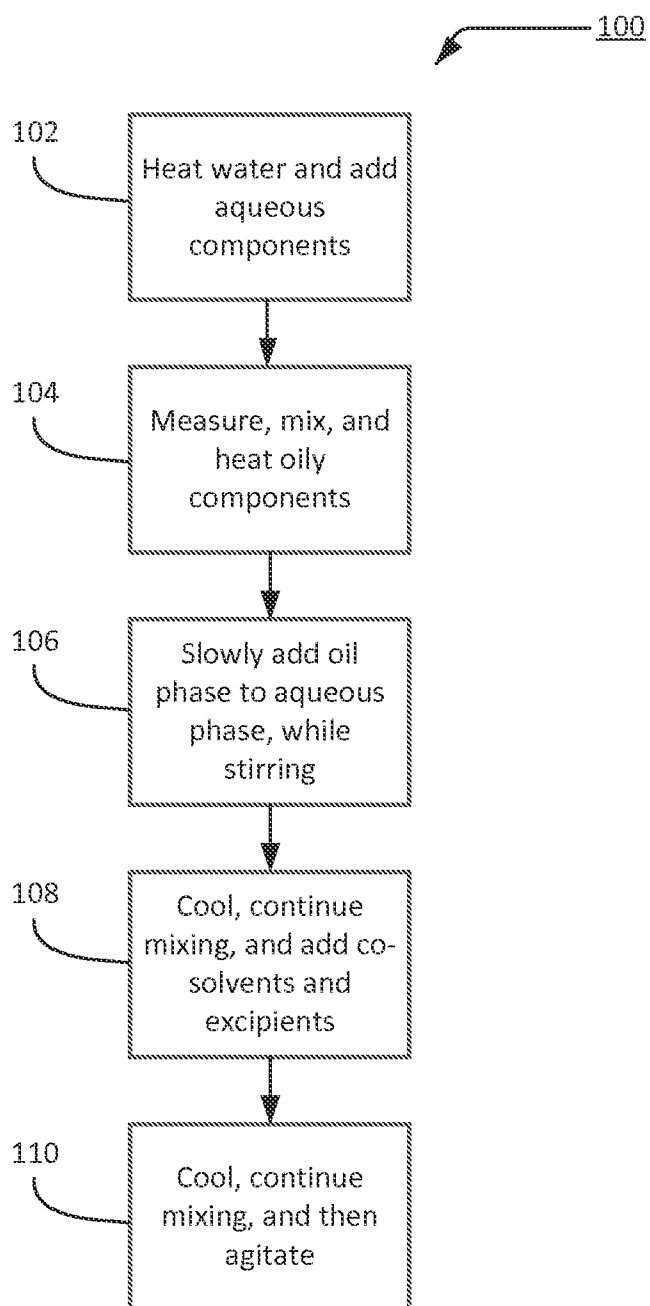 100
102
Heat water and add
aqueous
components
104
Measure, mix, and
heat oily
components
106
Slowly add oil
phase to aqueous
phase, while
stirring
108
Cool, continue
mixing, and add co-
solvents and
excipients
110
Cool, continue
mixing, and then
agitate